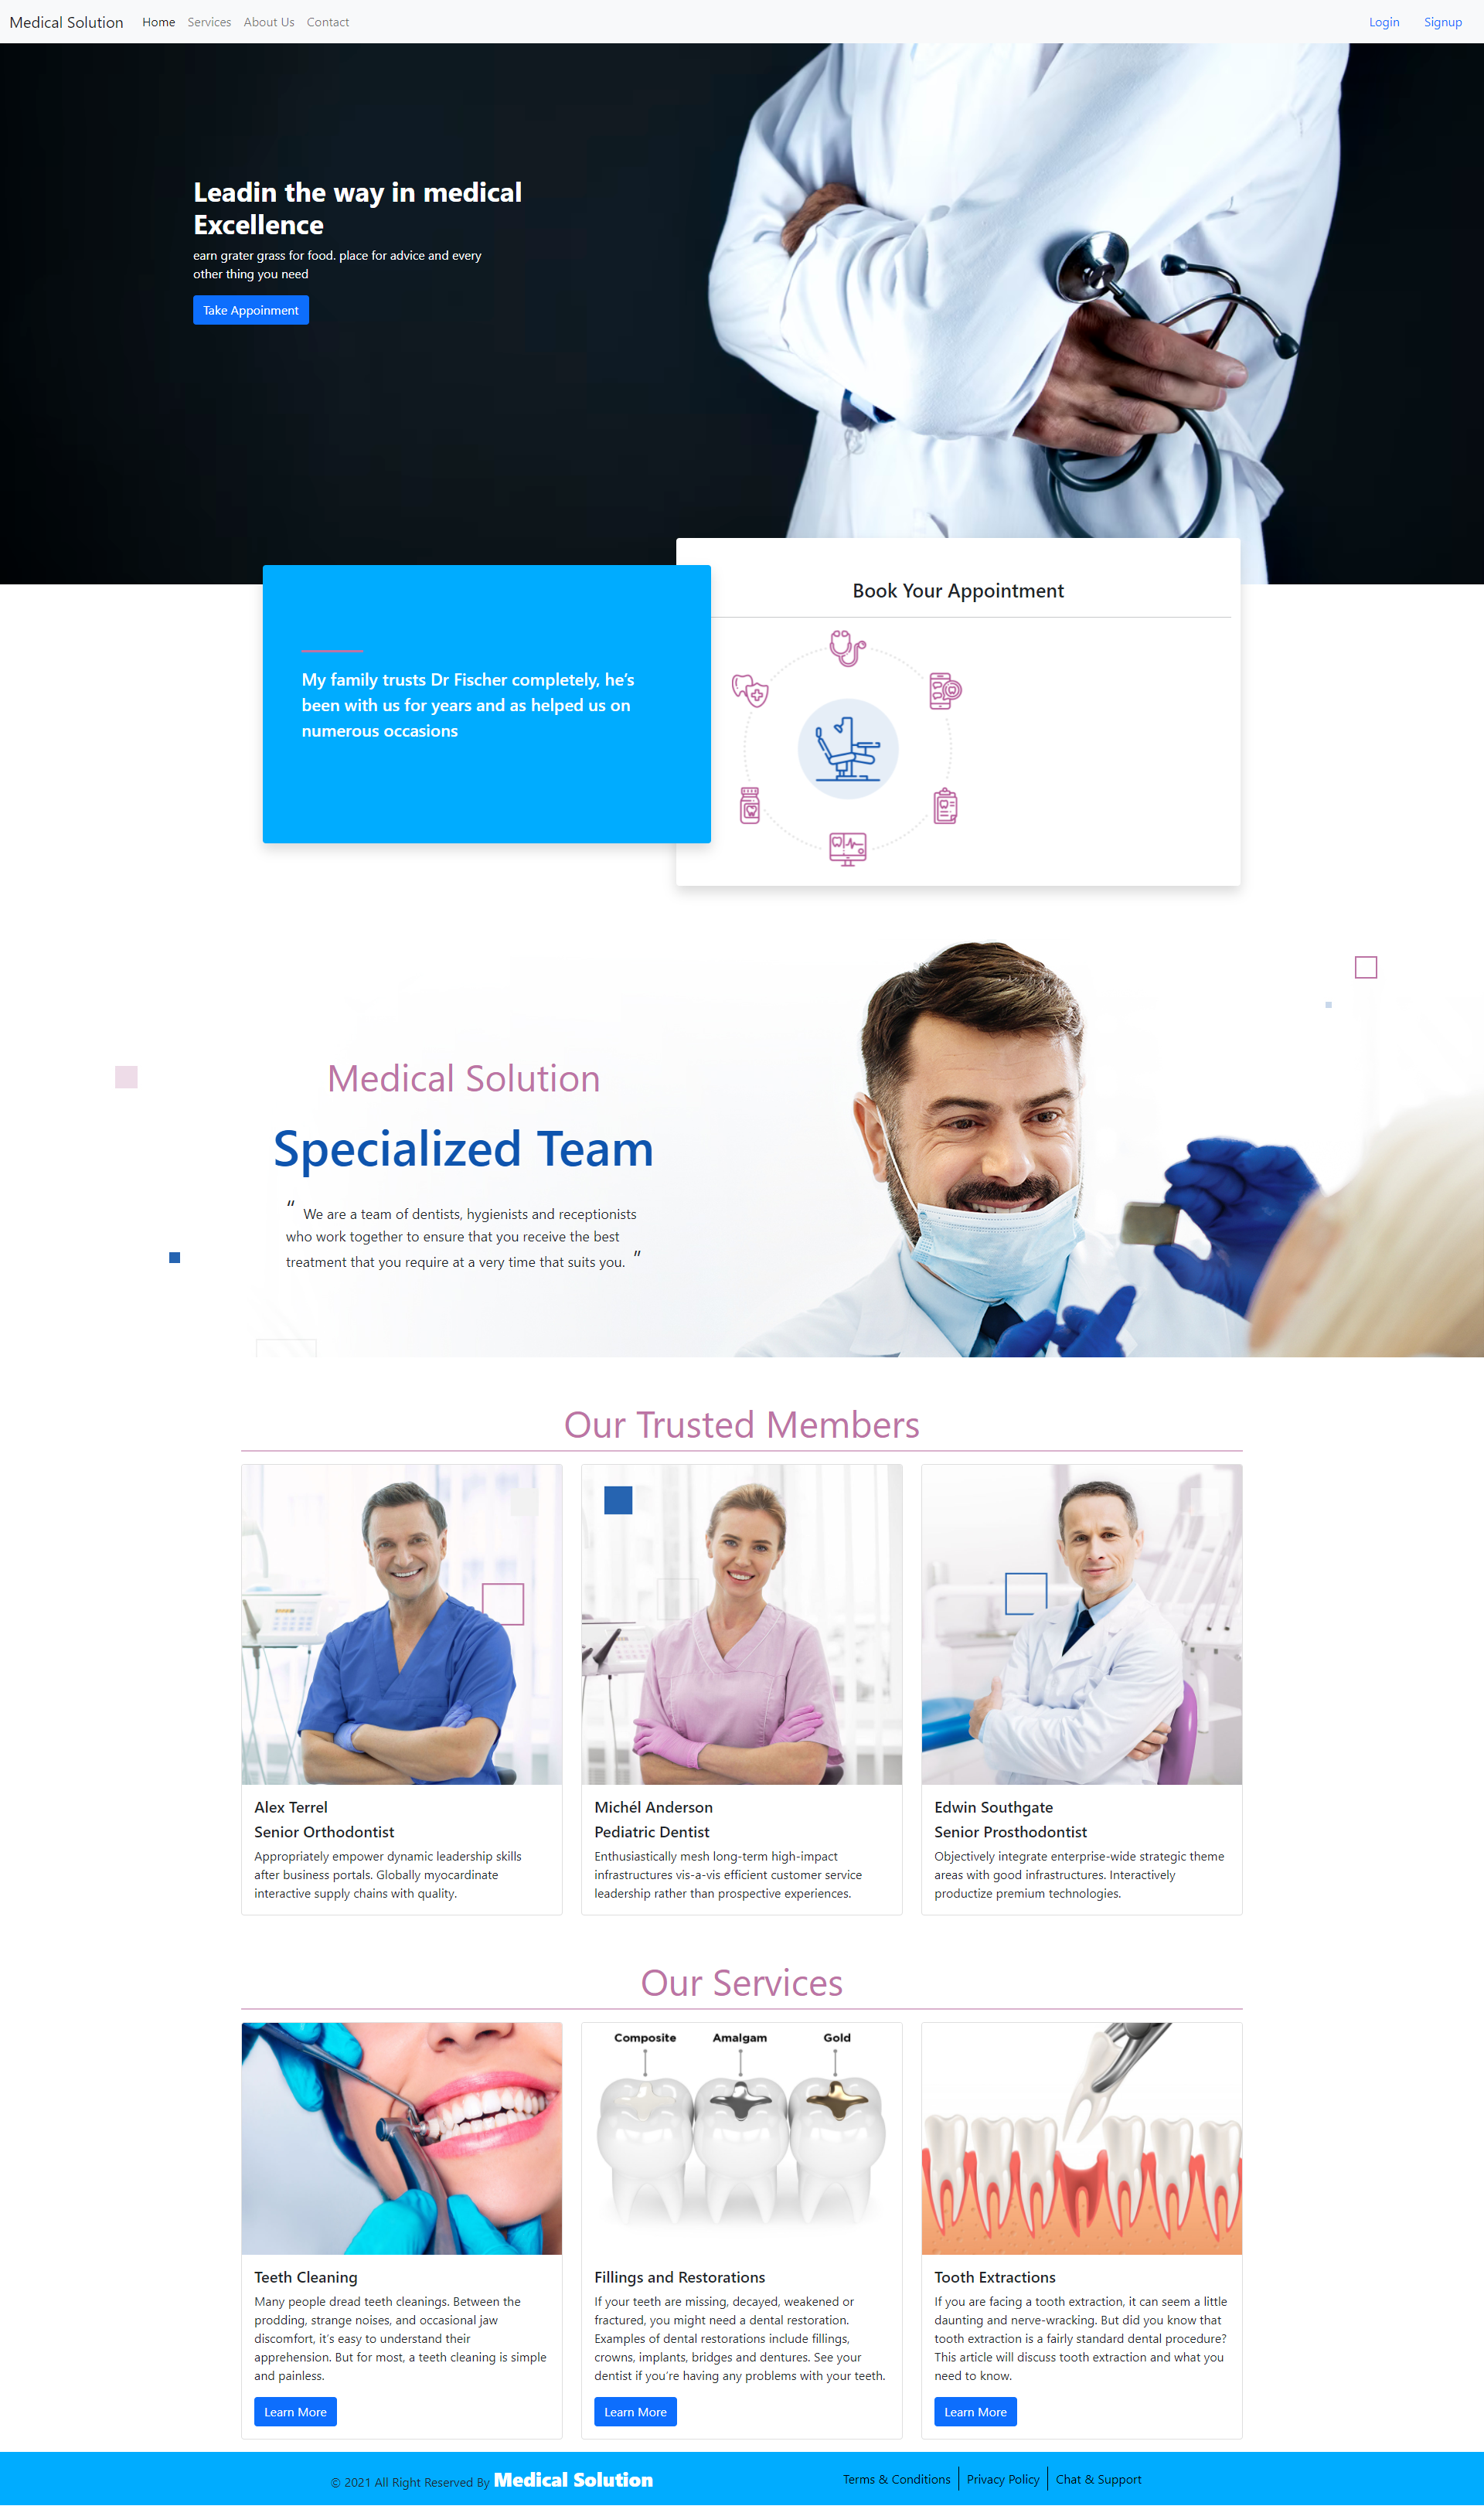 Medical Solution Home Services About Us Contact Login Signup
Leadin the way in medical
Excellence
earn grater grass for food. place for advice and every
other thing you need
Take Appoinment
Book Your Appointment
My family trusts Dr Fischer completely, he's
been with us for years and as helped us on
numerous occasions
Medical Solution
Specialized Team
“ We are a team of dentists, hygienists and receptionists
who work together to ensure that you receive the best
treatment that you require at a very time that suits you. ”
Our Trusted Members
Alex Terrel
Senior Orthodontist
Appropriately empower dynamic leadership skills
after business portals. Globally myocardinate
interactive supply chains with quality.
Michél Anderson
Pediatric Dentist
Enthusiastically mesh long-term high-impact
infrastructures vis-a-vis efficient customer service
leadership rather than prospective experiences.
Edwin Southgate
Senior Prosthodontist
Objectively integrate enterprise-wide strategic theme
areas with good infrastructures. Interactively
productize premium technologies.
Our Services
Teeth Cleaning
Many people dread teeth cleanings. Between the
prodding, strange noises, and occasional jaw
discomfort, it's easy to understand their
apprehension. But for most, a teeth cleaning is simple
and painless.
Learn More
Composite Amalgam Gold
Fillings and Restorations
If your teeth are missing, decayed, weakened or
fractured, you might need a dental restoration.
Examples of dental restorations include fillings,
crowns, implants, bridges and dentures. See your
dentist if you're having any problems with your teeth.
Learn More
Tooth Extractions
If you are facing a tooth extraction, it can seem a little
daunting and nerve-wracking. But did you know that
tooth extraction is a fairly standard dental procedure?
This article will discuss tooth extraction and what you
need to know.
Learn More
© 2021 All Right Reserved By Medical Solution
Terms & Conditions Privacy Policy Chat & Support